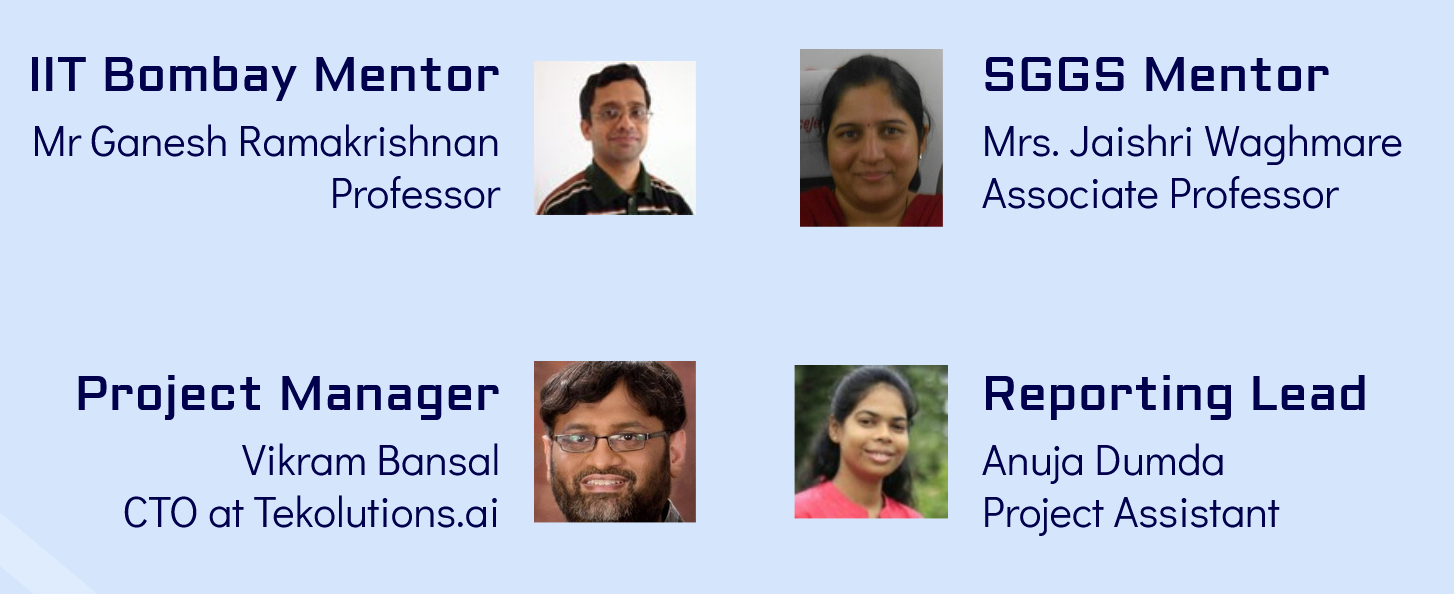 IIT Bombay Mentor
Mr Ganesh Ramakrishnan
Professor
SGGS Mentor
Mrs. Jaishri Waghmare
Associate Professor
Project Manager
Vikram Bansal
CTO at Tekolutions.ai
Reporting Lead
Anuja Dumda
Project Assistant